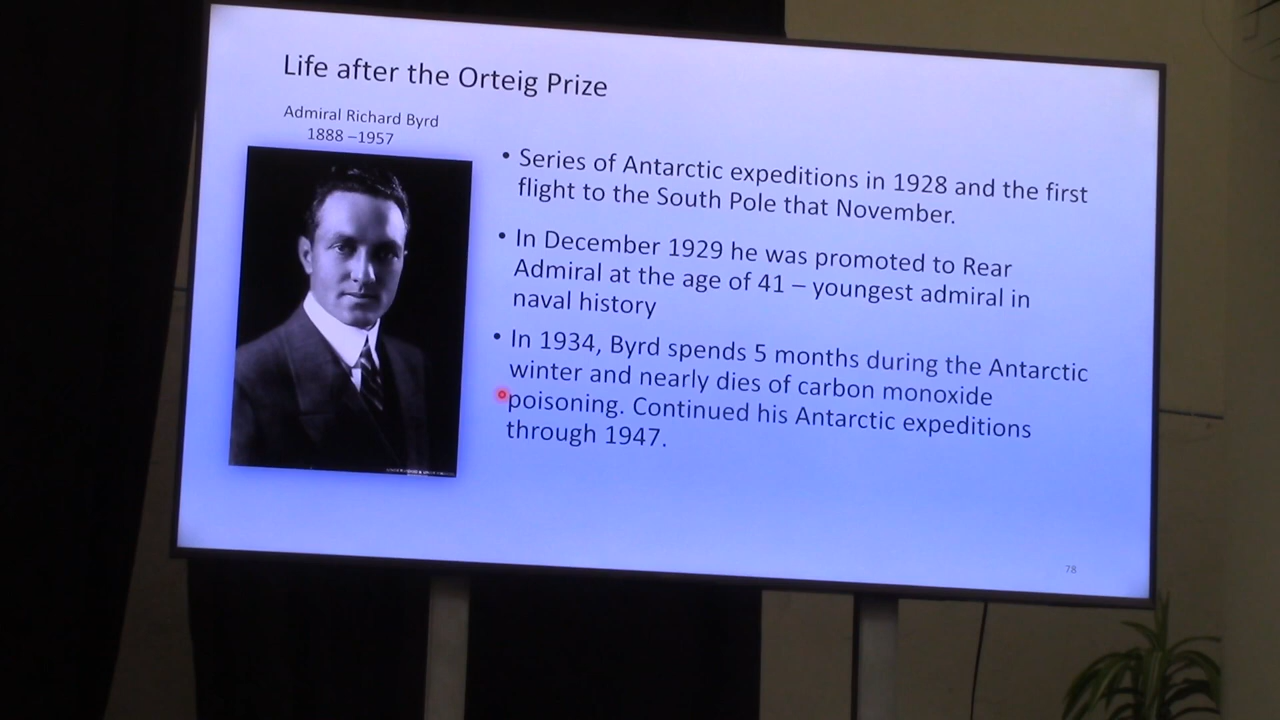 Life after the Orteig Prize
Admiral Richard Byrd
1888 –1957
• Series of Antarctic expeditions in 1928 and the first
flight to the South Pole that November.
• In December 1929 he was promoted to Rear
Admiral at the age of 41 – youngest admiral in
naval history
• In 1934, Byrd spends 5 months during the Antarctic
winter and nearly dies of carbon monoxide
poisoning. Continued his Antarctic expeditions
through 1947.
78